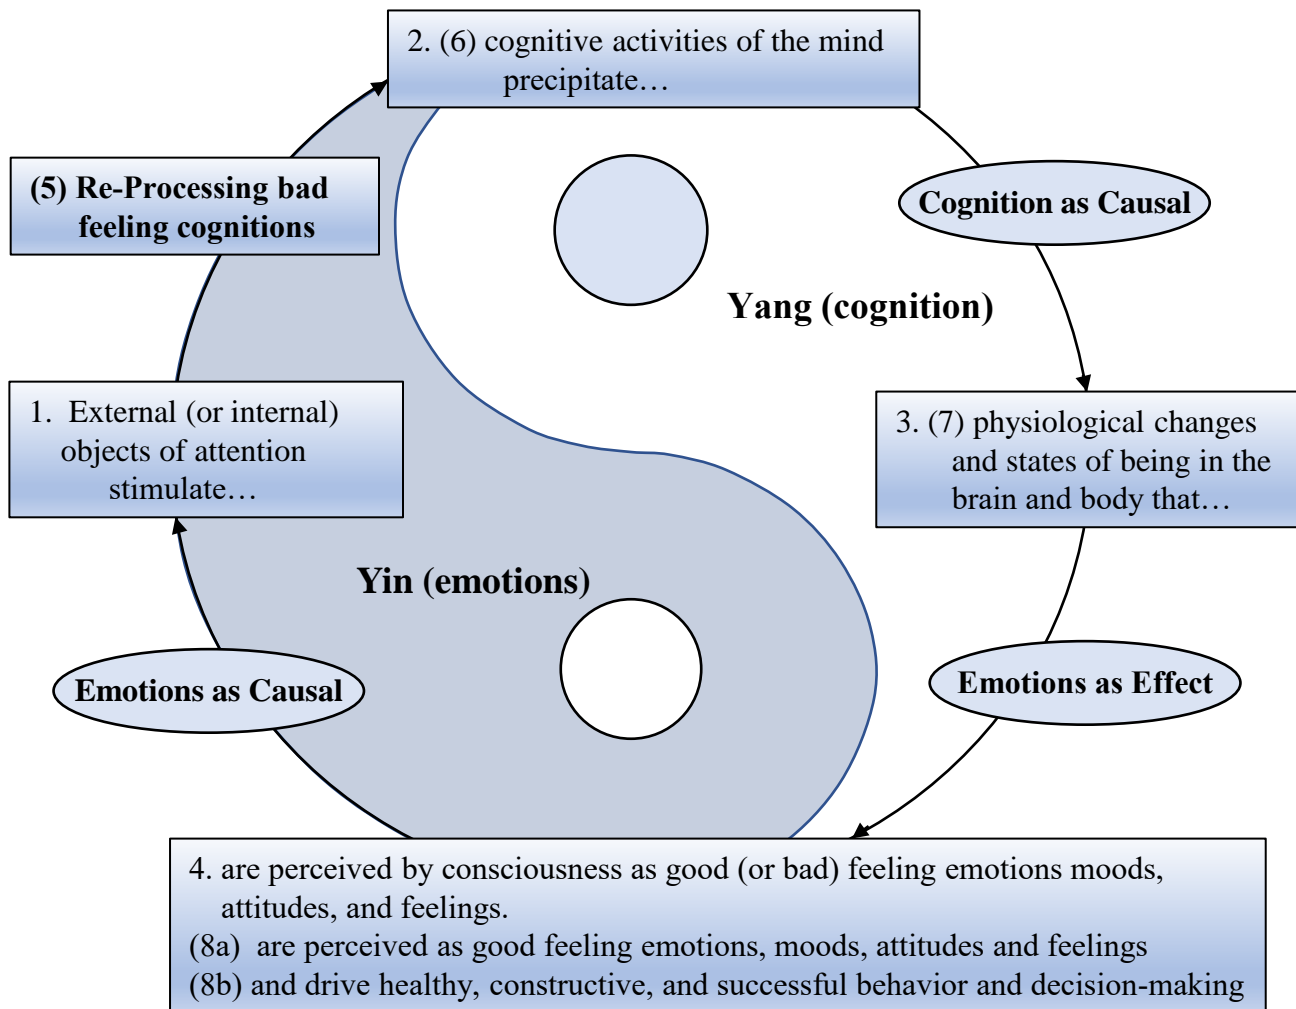 2. (6) cognitive activities of the mind
precipitate…
(5) Re-Processing bad
feeling cognitions
Cognition as Causal
Yang (cognition)
1. External (or internal)
objects of attention
stimulate…
3. (7) physiological changes
and states of being in the
brain and body that…
Yin (emotions)
Emotions as Causal
Emotions as Effect
4. are perceived by consciousness as good (or bad) feeling emotions moods,
attitudes, and feelings.
(8a) are perceived as good feeling emotions, moods, attitudes and feelings
(8b) and drive healthy, constructive, and successful behavior and decision-making